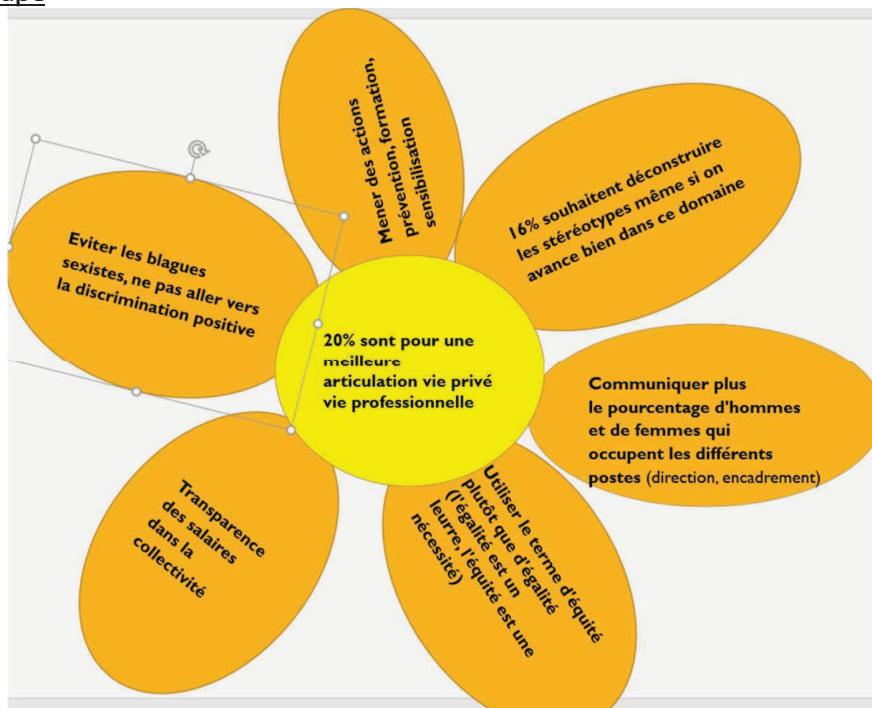 Mener des actions
prévention, formation,
sensibilisation
16% souhaitent déconstruire
les stéréotypes même si on
avance bien dans ce domaine
Eviter les blagues
sexistes, ne pas aller vers
la discrimination positive
20% sont pour une
meilleure
articulation vie privé
vie professionnelle
Communiquer plus
le pourcentage d'hommes
et de femmes qui
occupent les différents
postes (direction, encadrement)
Transparence
des salaires
dans la
collectivité
Utiliser le terme d'équité
plutôt que d'égalité
(l'égalité est un
leurre, l'équité est une
nécessité)